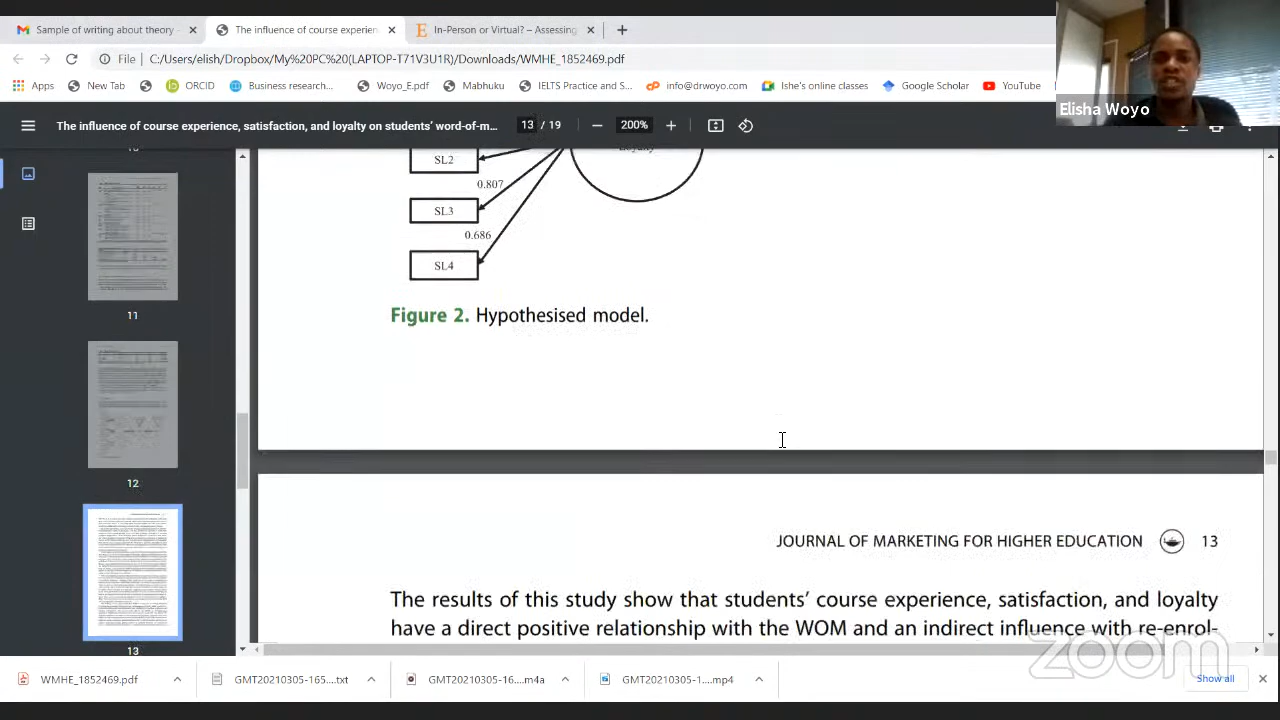 Sample of writing about theory -
The influence of course experien
In-Person or Virtual? – Assessing
File
C:/Users/elish/Dropbox/My%20PC%20(LAPTOP-T71V3U1R)/Downloads/WMHE_1852469.pdf
Apps
New Tab
ORCID
Business research...
Woyo_E.pdf
Mabhuku
info@drwoyo.com
Ishe's online classes
Google Scholar
YouTube
Elisha Woyo
The influence of course experience, satisfaction, and loyalty on students' word-of-m...
13 / 19
200%
SL2
0.807
SL3
0.686
SL4
Figure 2. Hypothesised model.
11
12
13
JOURNAL OF MARKETING FOR HIGHER EDUCATION 13
The results of this study show that students' course experience, satisfaction, and loyalty
have a direct positive relationship with the WOM and an indirect influence with re-enrol-
zoom
WMHE_1852469.pdf
GMT20210305-165....txt
GMT20210305-16....m4a
GMT20210305-1....mp4
Show all